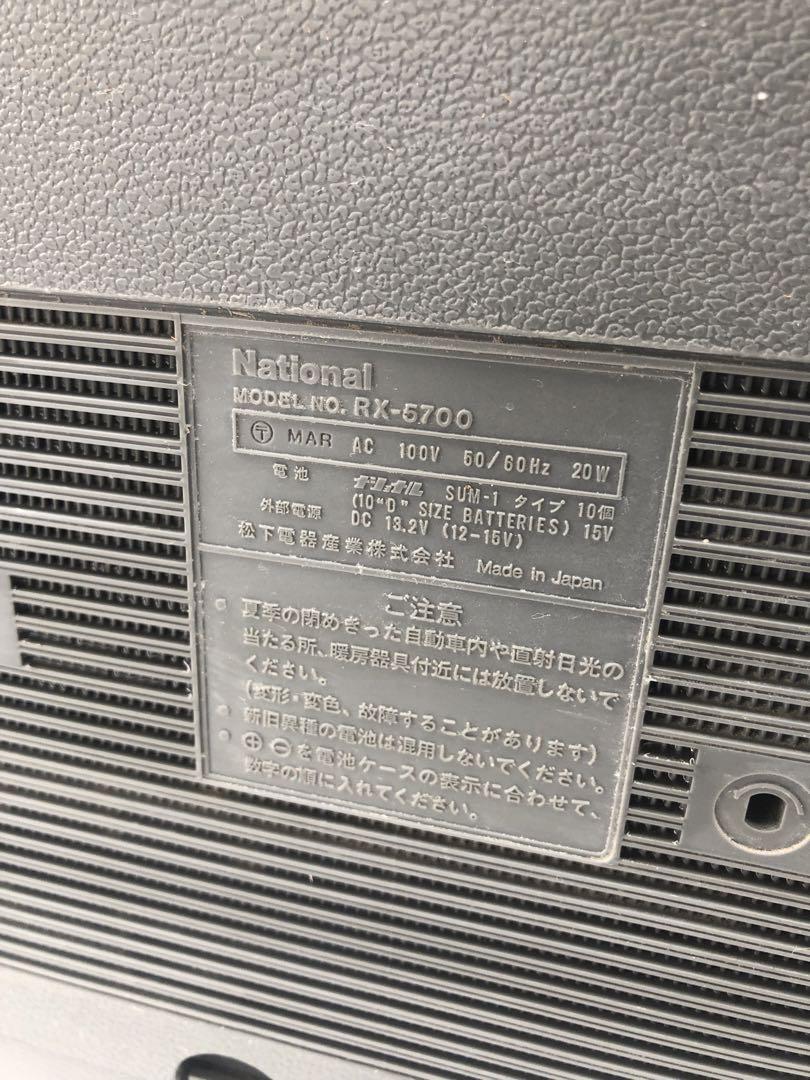 National
MODEL NO. RX-5700
〒 MAR AC 100V 50/60Hz 20W
電池 ナショナル SUM-1 タイプ 10個
(10"D" SIZE BATTERIES) 15V
外部電源 DC 13.2V (12-15V)
松下電器産業株式会社 Made in Japan
ご注意
● 夏季の閉めきった自動車内や直射日光の
当たる所、暖房器具付近には放置しないで
ください。
(変形・変色、故障することがあります)
● 新旧異種の電池は混用しないでください。
● ⊕⊖を電池ケースの表示に合わせて、
数字の順に入れてください。